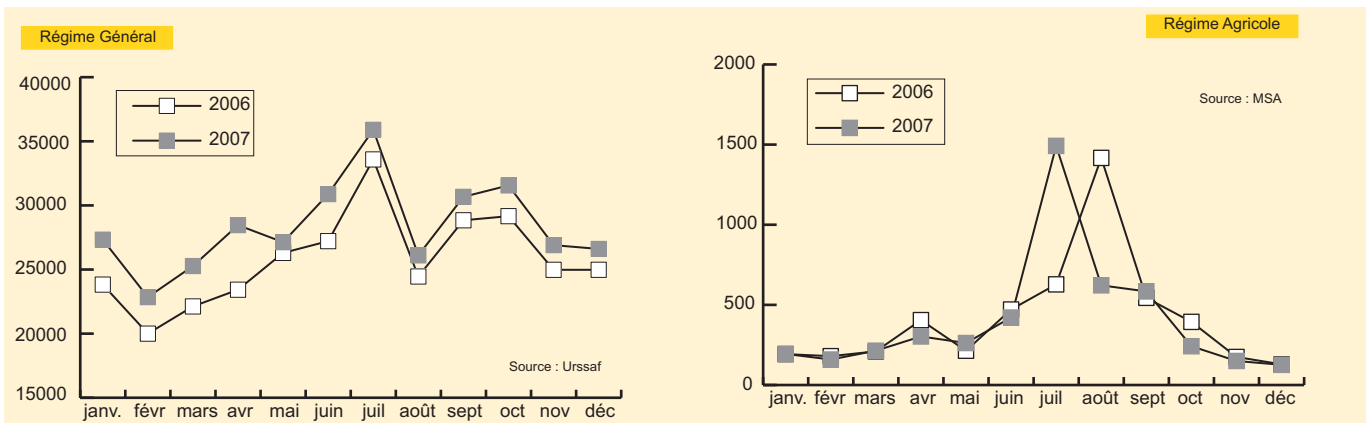 Régime Général
40000
35000
30000
25000
20000
15000
2006
2007
Source : Urssaf
janv. févr mars avr mai juin juil août sept oct nov déc
Régime Agricole
2000
1500
1000
500
0
2006
2007
Source : MSA
janv. févr mars avr mai juin juil août sept oct nov déc